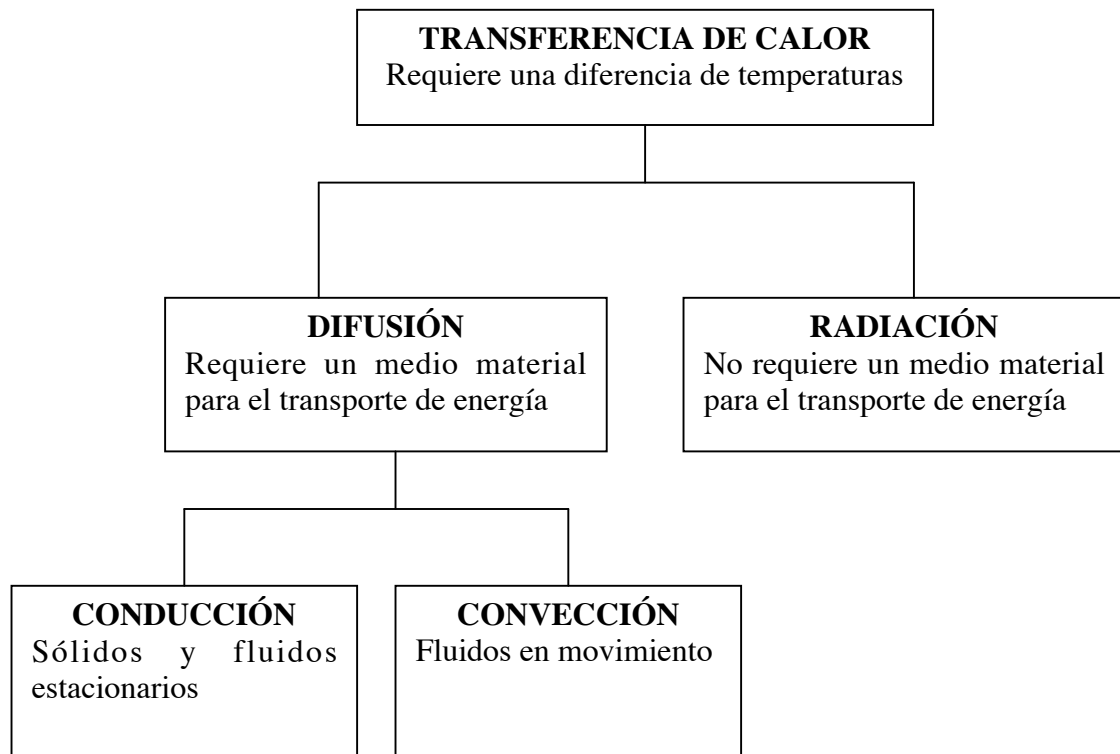 TRANSFERENCIA DE CALOR
Requiere una diferencia de temperaturas
DIFUSIÓN
Requiere un medio material
para el transporte de energía
RADIACIÓN
No requiere un medio material
para el transporte de energía
CONDUCCIÓN
Sólidos y fluidos
estacionarios
CONVECCIÓN
Fluidos en movimiento